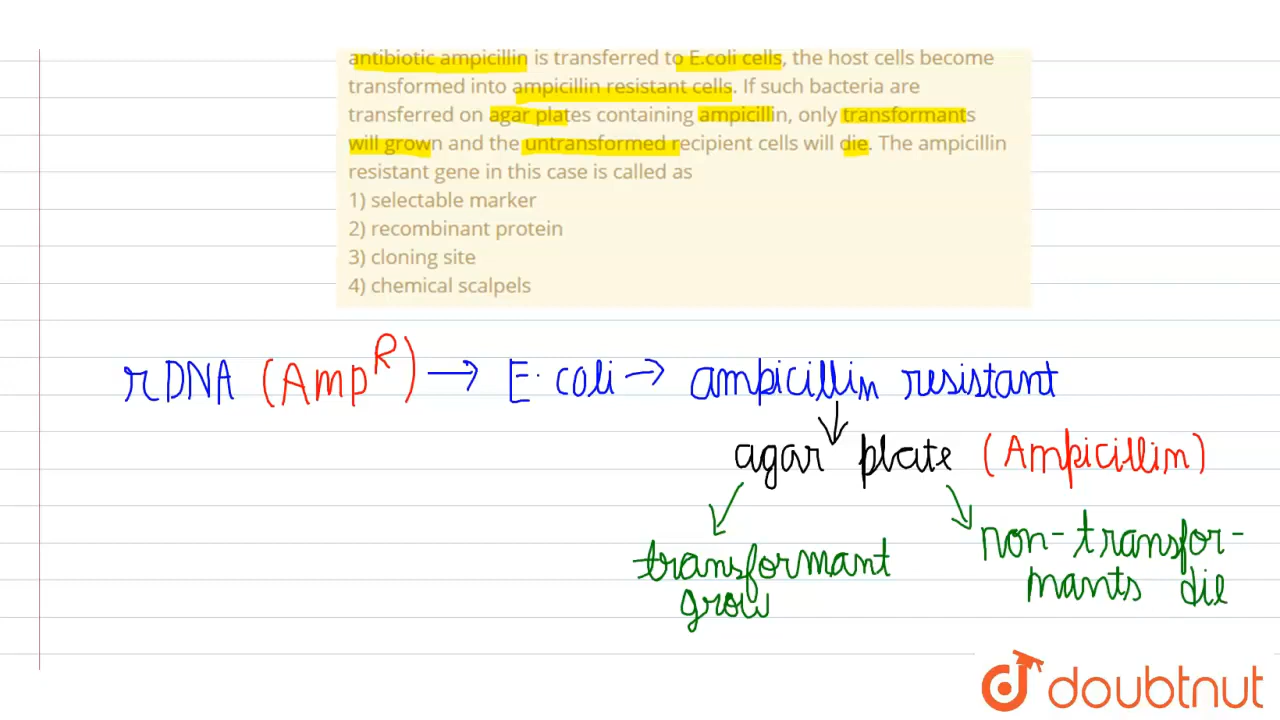 antibiotic ampicillin is transferred to E.coli cells, the host cells become
transformed into ampicillin resistant cells. If such bacteria are
transferred on agar plates containing ampicillin, only transformants
will grown and the untransformed recipient cells will die. The ampicillin
resistant gene in this case is called as
1) selectable marker
2) recombinant protein
3) cloning site
4) chemical scalpels
rDNA (Amp^R) → E. coli → ampicillin resistant
↓
agar plate (Ampicillin)
transformant
grow
non-transfor-
mants die
doubtnut